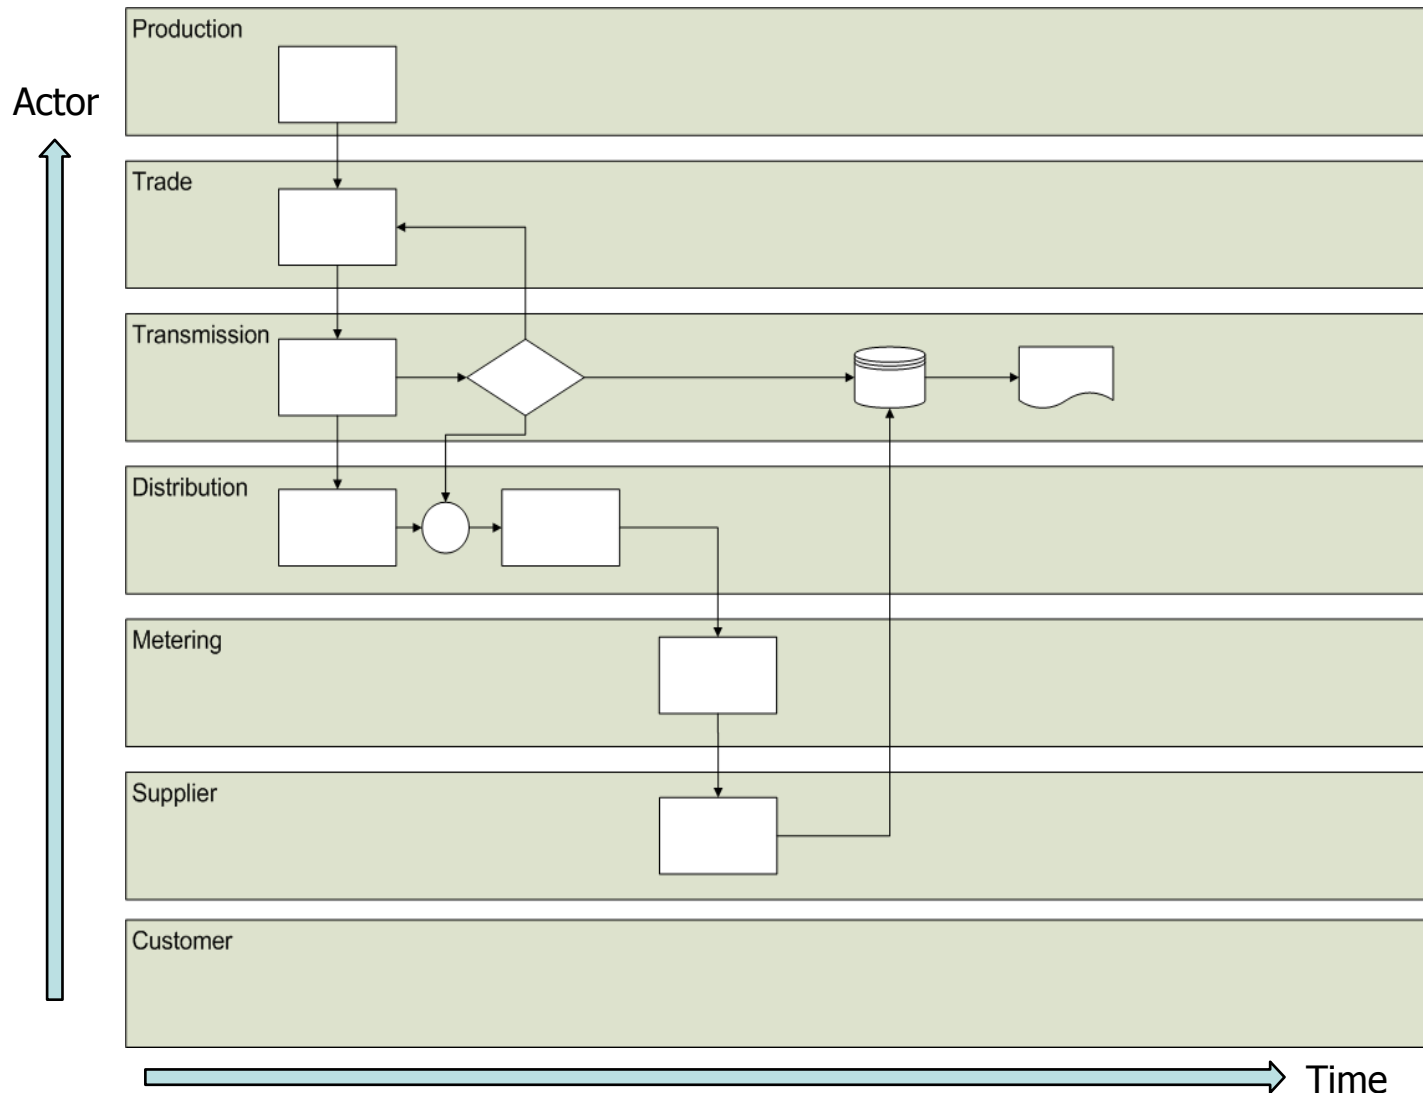 Production
Actor
Trade
Transmission
Distribution
Metering
Supplier
Customer
Time